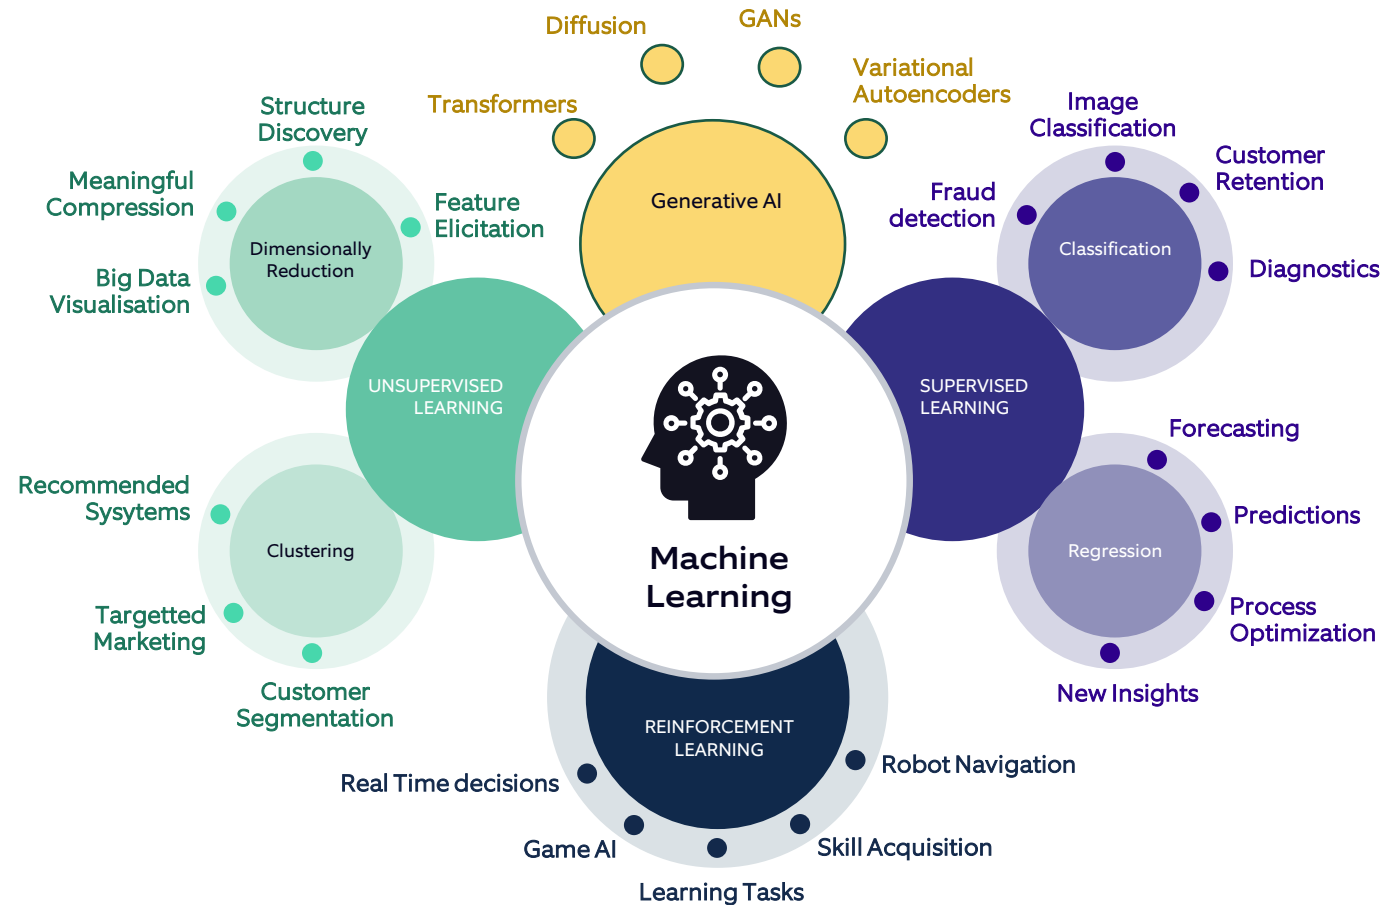 Diffusion
GANs
Transformers
Variational
Autoencoders
Generative AI
Structure
Discovery
Meaningful
Compression
Feature
Elicitation
Big Data
Visualisation
Dimensionally
Reduction
UNSUPERVISED
LEARNING
Recommended
Sysytems
Clustering
Targetted
Marketing
Customer
Segmentation
Machine
Learning
Image
Classification
Customer
Retention
Fraud
detection
Classification
Diagnostics
SUPERVISED
LEARNING
Forecasting
Predictions
Regression
Process
Optimization
New Insights
REINFORCEMENT
LEARNING
Real Time decisions
Game AI
Learning Tasks
Skill Acquisition
Robot Navigation